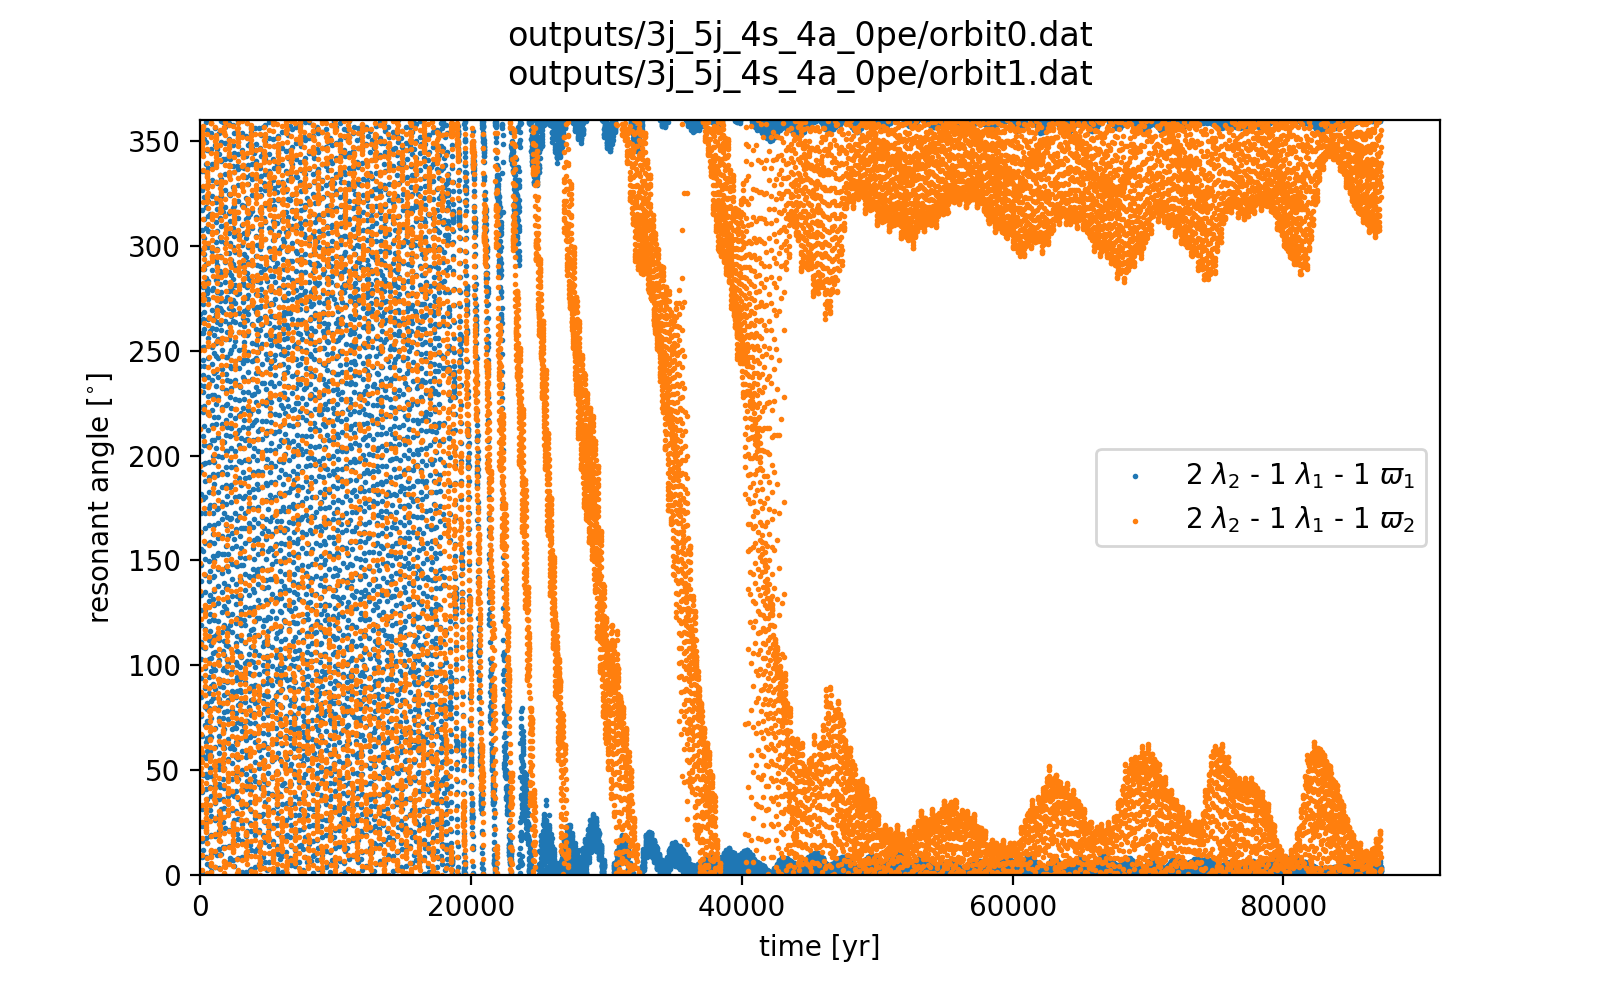 outputs/3j_5j_4s_4a_0pe/orbit0.dat
outputs/3j_5j_4s_4a_0pe/orbit1.dat
350
300
250
200
150
100
50
0
resonant angle [°]
2 λ₂ - 1 λ₁ - 1 ϖ₁
2 λ₂ - 1 λ₁ - 1 ϖ₂
0 20000 40000 60000 80000
time [yr]